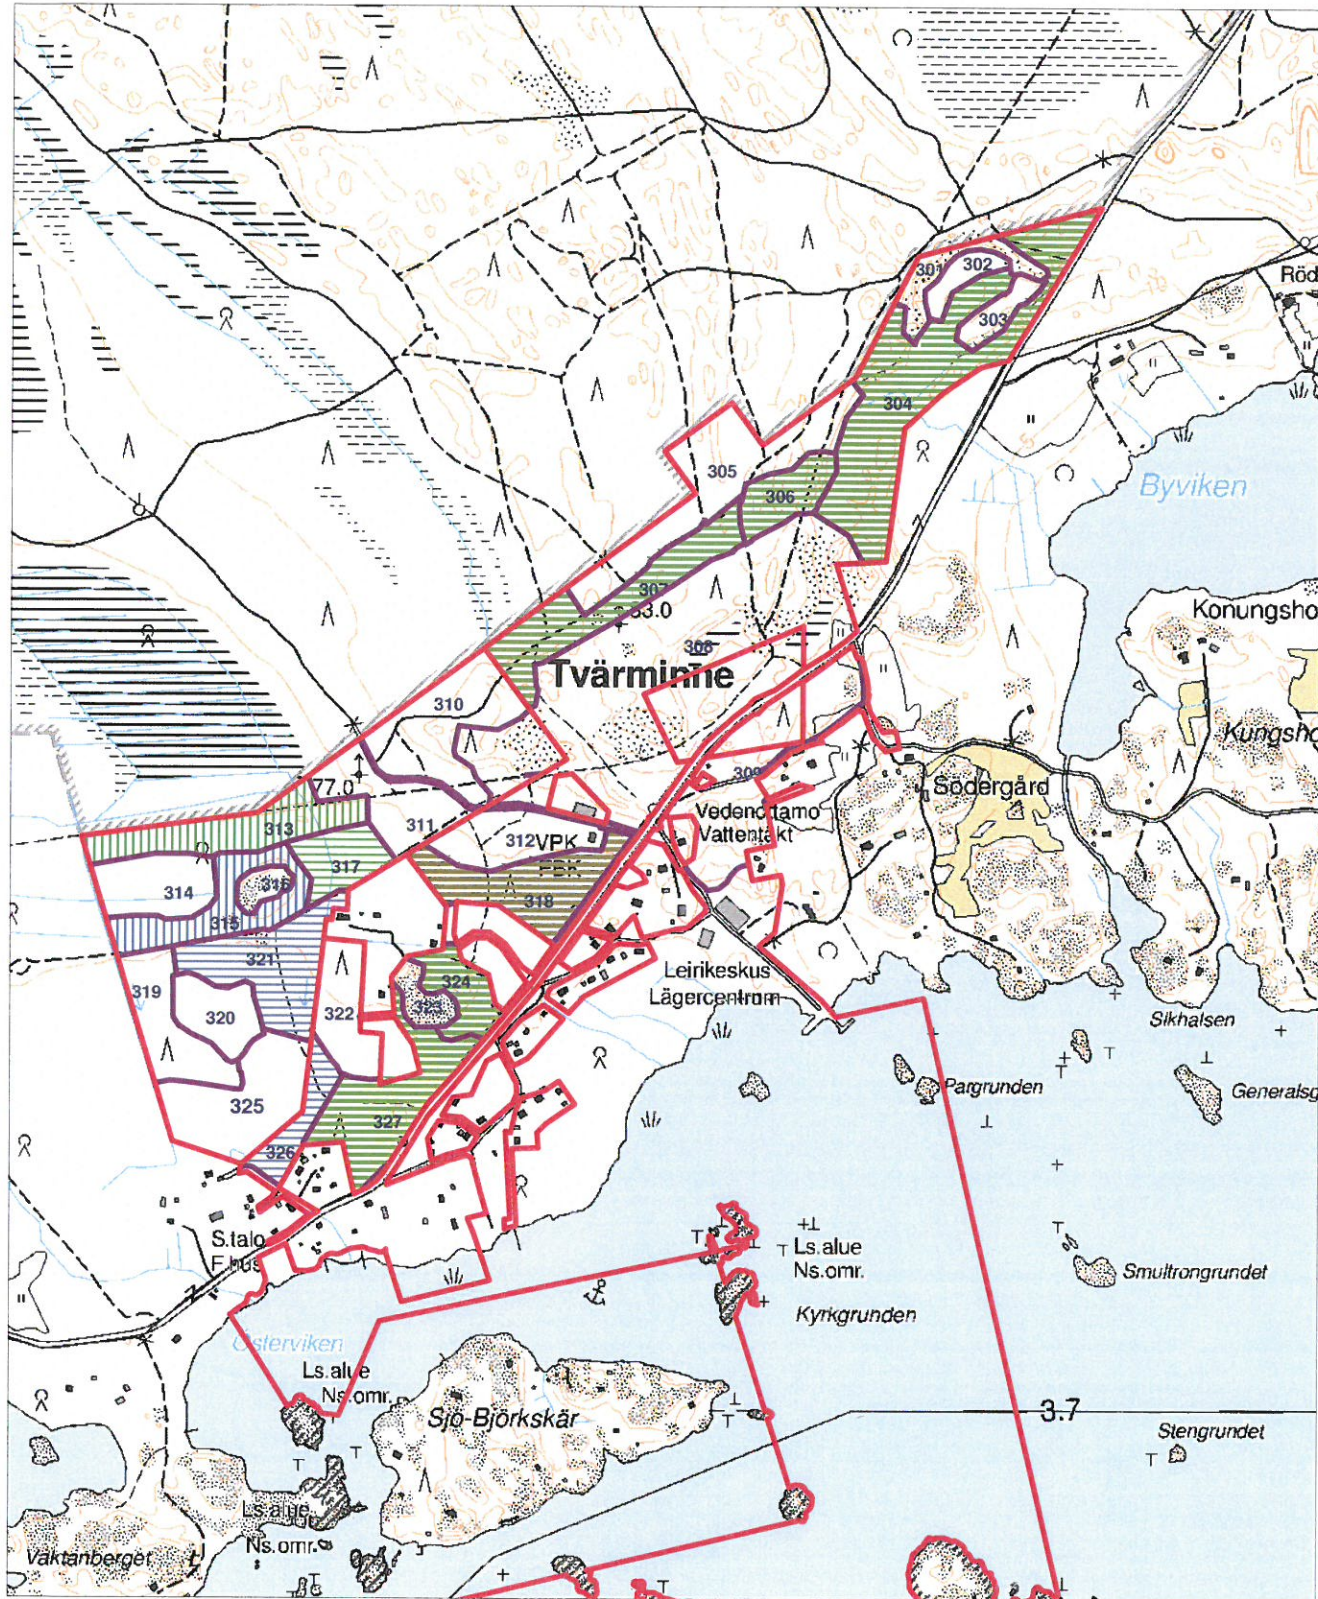 301
302
Röd
303
304
305
Byviken
306
307
33.0
Konungsho
308
Tvärminne
310
Kungsho
309
77.0
Södergård
Vedenottamo
Vattentäkt
313
311
312
VPK
FBK
314
316
317
315
318
321
319
320
322
323
324
Leirikeskus
Lägercentrum
Sikhalsen
Pargrunden
Generalsg
325
327
326
S.talo
F.hus
Ls.alue
Ns.omr.
Smultrongrundet
Kyrkgrunden
Österviken
Ls.alue
Ns.omr.
Sjö-Björkskär
3.7
Stengrundet
Ls.alue
Ns.omr.
Vaktanberget